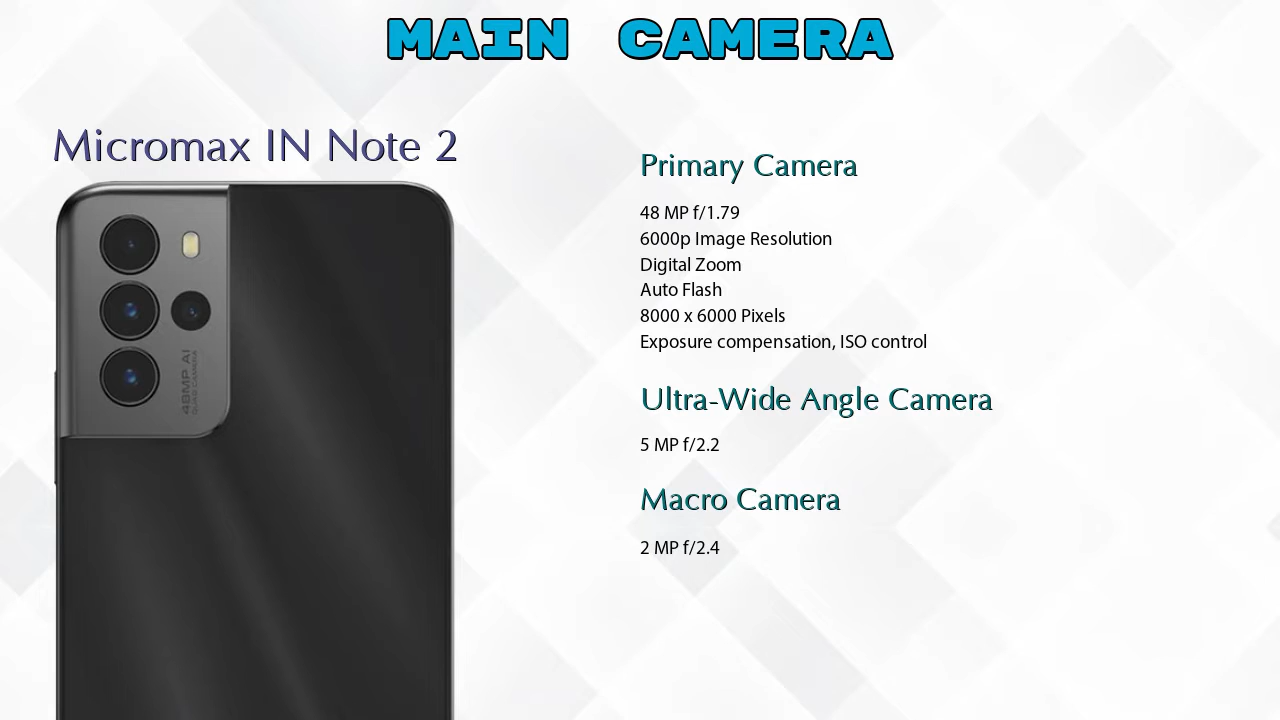 MAIN CAMERA
Micromax IN Note 2
48MP AI
QUAD CAMERA
Primary Camera
48 MP f/1.79
6000p Image Resolution
Digital Zoom
Auto Flash
8000 x 6000 Pixels
Exposure compensation, ISO control
Ultra-Wide Angle Camera
5 MP f/2.2
Macro Camera
2 MP f/2.4